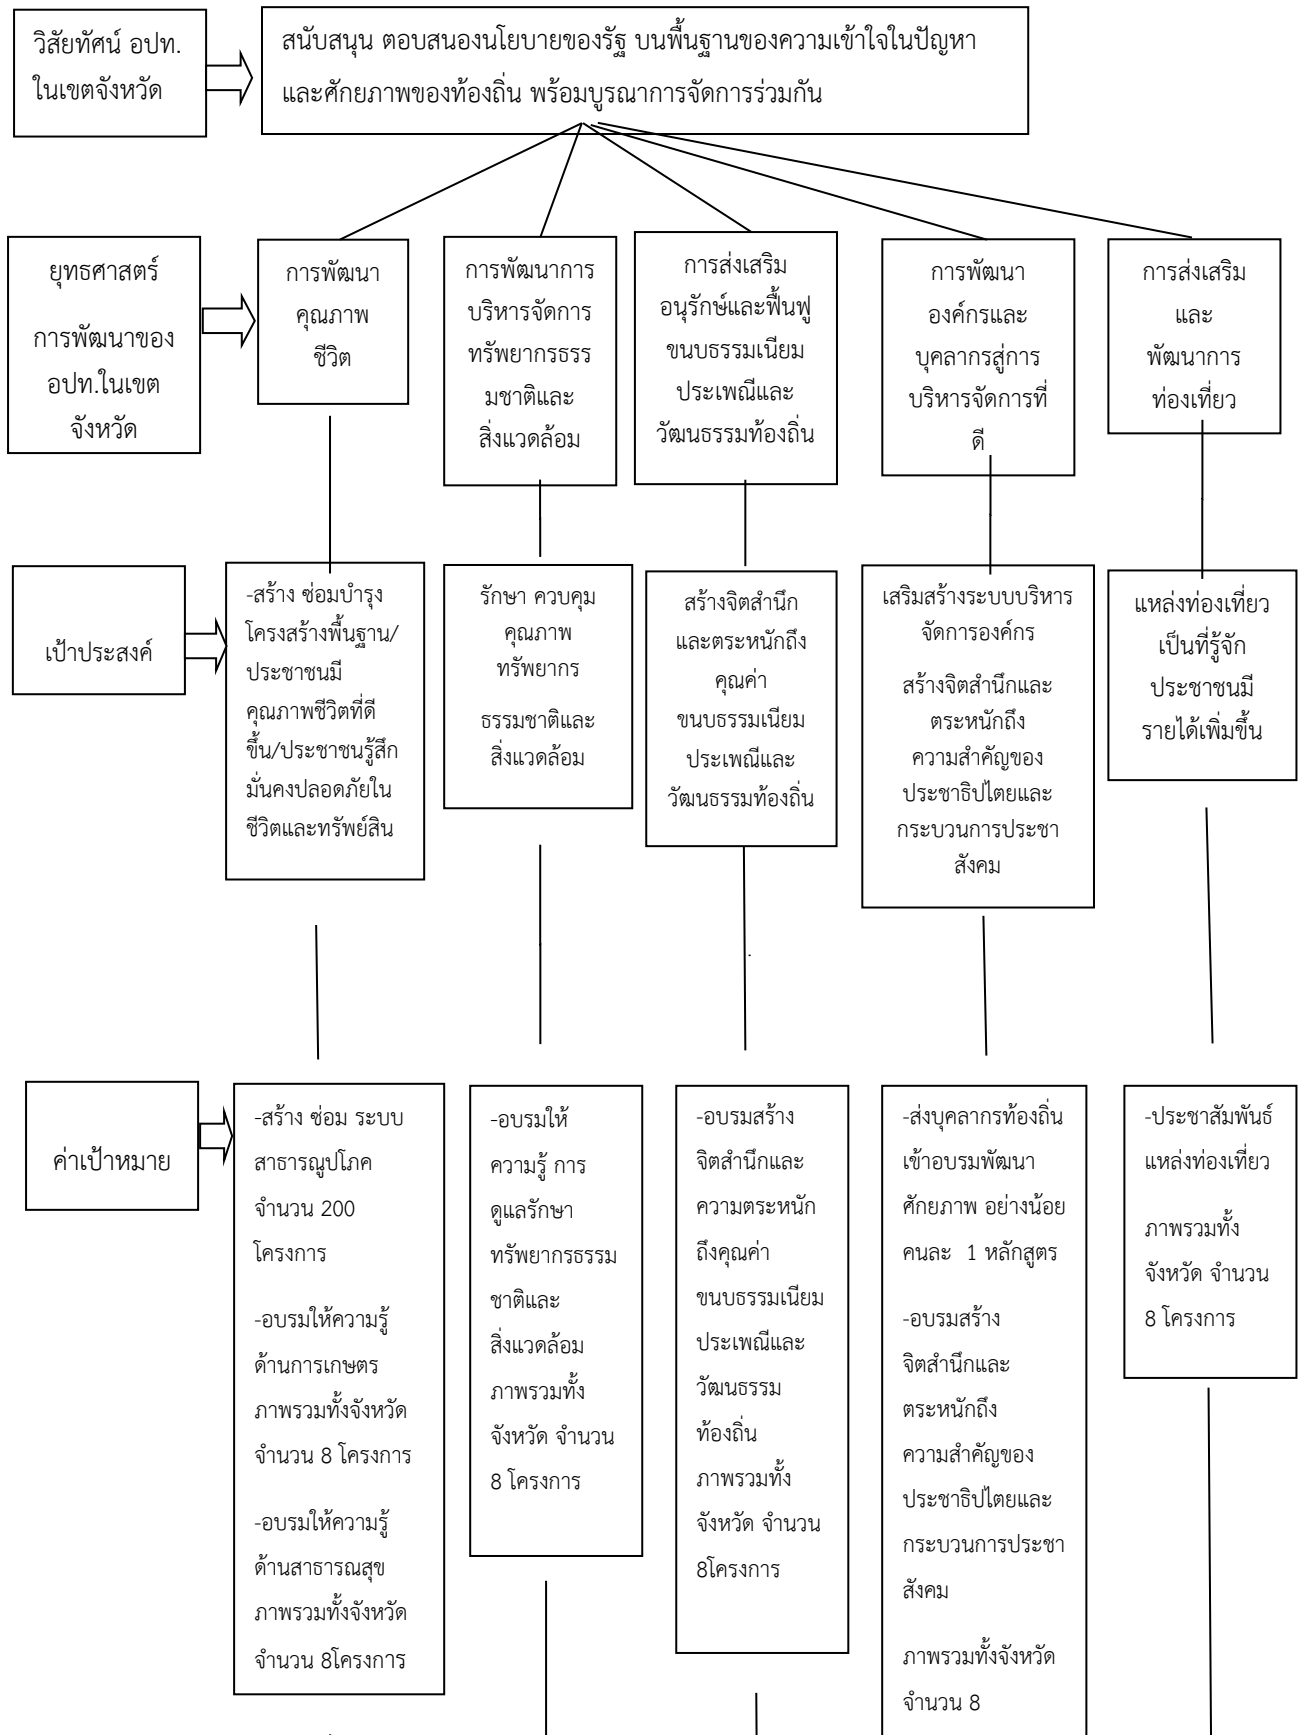 วิสัยทัศน์ อปท.
ในเขตจังหวัด
สนับสนุน ตอบสนองนโยบายของรัฐ บนพื้นฐานของความเข้าใจในปัญหา
และศักยภาพของท้องถิ่น พร้อมบูรณาการจัดการร่วมกัน
ยุทธศาสตร์
การพัฒนาของ
อปท.ในเขต
จังหวัด
การพัฒนา
คุณภาพ
ชีวิต
การพัฒนาการ
บริหารจัดการ
ทรัพยากรธรร
มชาติและ
สิ่งแวดล้อม
การส่งเสริม
อนุรักษ์และฟื้นฟู
ขนบธรรมเนียม
ประเพณีและ
วัฒนธรรมท้องถิ่น
การพัฒนา
องค์กรและ
บุคลากรสู่การ
บริหารจัดการที่
ดี
การส่งเสริม
และ
พัฒนาการ
ท่องเที่ยว
เป้าประสงค์
-สร้าง ซ่อมบำรุง
โครงสร้างพื้นฐาน/
ประชาชนมี
คุณภาพชีวิตที่ดี
ขึ้น/ประชาชนรู้สึก
มั่นคงปลอดภัยใน
ชีวิตและทรัพย์สิน
รักษา ควบคุม
คุณภาพ
ทรัพยากร
ธรรมชาติและ
สิ่งแวดล้อม
สร้างจิตสำนึก
และตระหนักถึง
คุณค่า
ขนบธรรมเนียม
ประเพณีและ
วัฒนธรรมท้องถิ่น
เสริมสร้างระบบบริหาร
จัดการองค์กร
สร้างจิตสำนึกและ
ตระหนักถึง
ความสำคัญของ
ประชาธิปไตยและ
กระบวนการประชา
สังคม
แหล่งท่องเที่ยว
เป็นที่รู้จัก
ประชาชนมี
รายได้เพิ่มขึ้น
ค่าเป้าหมาย
-สร้าง ซ่อม ระบบ
สาธารณูปโภค
จำนวน 200
โครงการ
-อบรมให้ความรู้
ด้านการเกษตร
ภาพรวมทั้งจังหวัด
จำนวน 8 โครงการ
-อบรมให้ความรู้
ด้านสาธารณสุข
ภาพรวมทั้งจังหวัด
จำนวน 8โครงการ
-อบรมให้
ความรู้ การ
ดูแลรักษา
ทรัพยากรธรรม
ชาติและ
สิ่งแวดล้อม
ภาพรวมทั้ง
จังหวัด จำนวน
8 โครงการ
-อบรมสร้าง
จิตสำนึกและ
ความตระหนัก
ถึงคุณค่า
ขนบธรรมเนียม
ประเพณีและ
วัฒนธรรม
ท้องถิ่น
ภาพรวมทั้ง
จังหวัด จำนวน
8โครงการ
-ส่งบุคลากรท้องถิ่น
เข้าอบรมพัฒนา
ศักยภาพ อย่างน้อย
คนละ 1 หลักสูตร
-อบรมสร้าง
จิตสำนึกและ
ตระหนักถึง
ความสำคัญของ
ประชาธิปไตยและ
กระบวนการประชา
สังคม
ภาพรวมทั้งจังหวัด
จำนวน 8
-ประชาสัมพันธ์
แหล่งท่องเที่ยว
ภาพรวมทั้ง
จังหวัด จำนวน
8 โครงการ